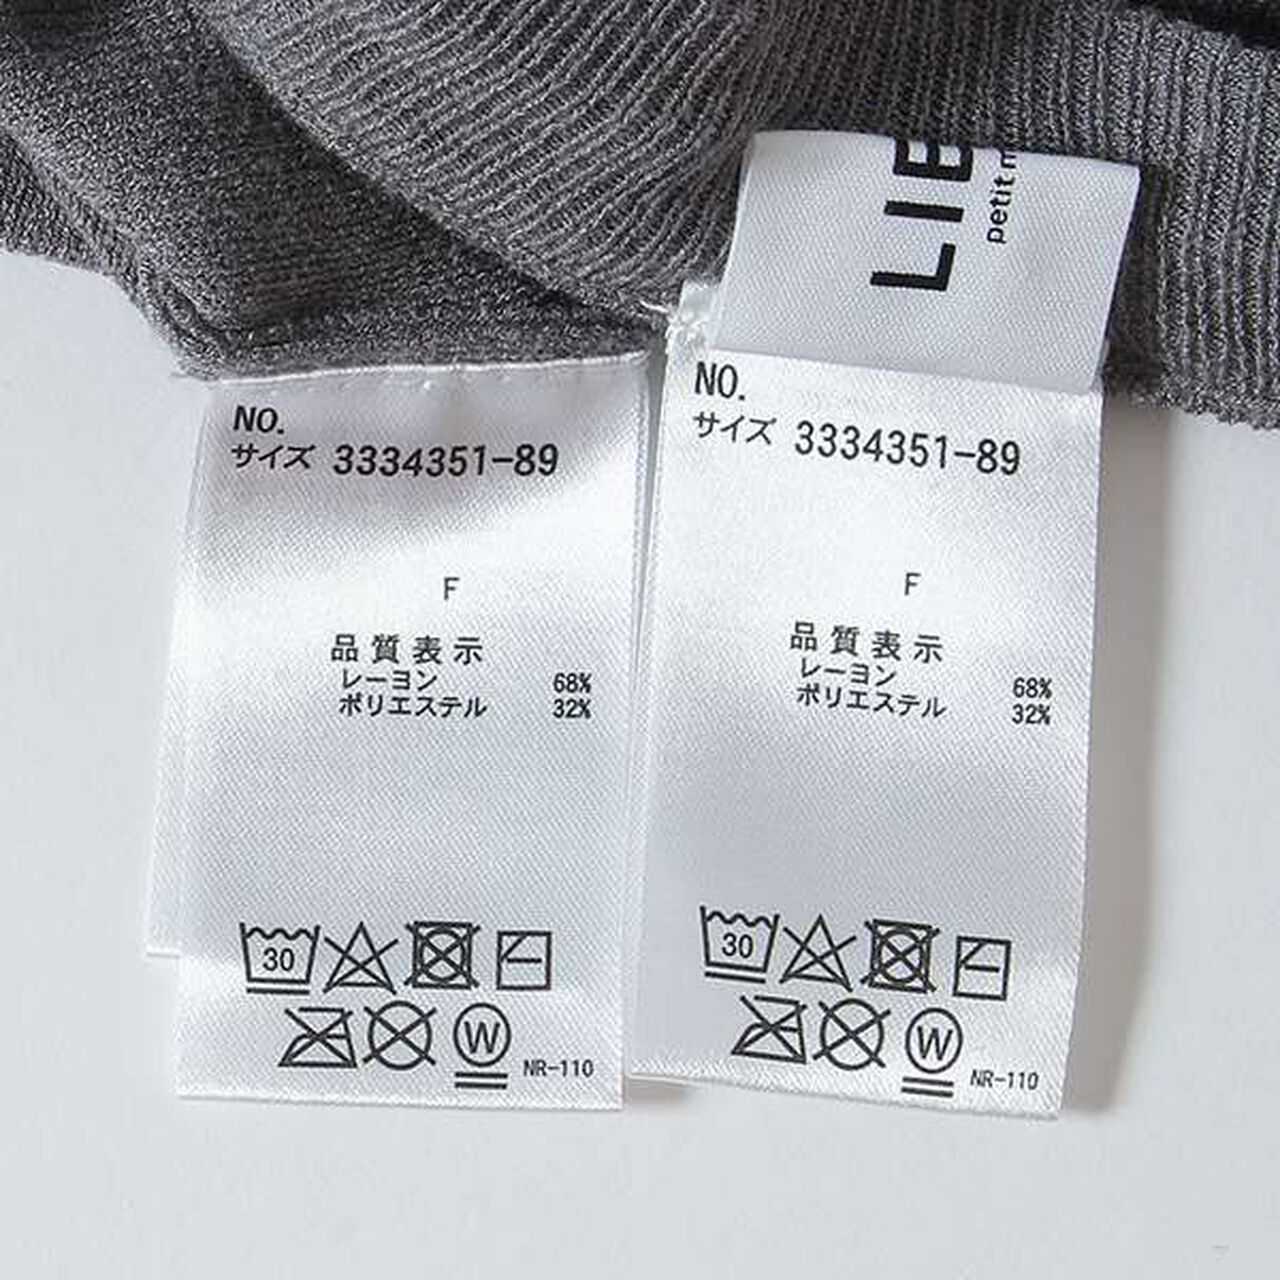 LIE
petit m
NO.
サイズ 3334351-89
F
品質表示
レーヨン 68%
ポリエステル 32%
30
W
NR-110
NO.
サイズ 3334351-89
F
品質表示
レーヨン 68%
ポリエステル 32%
30
W
NR-110